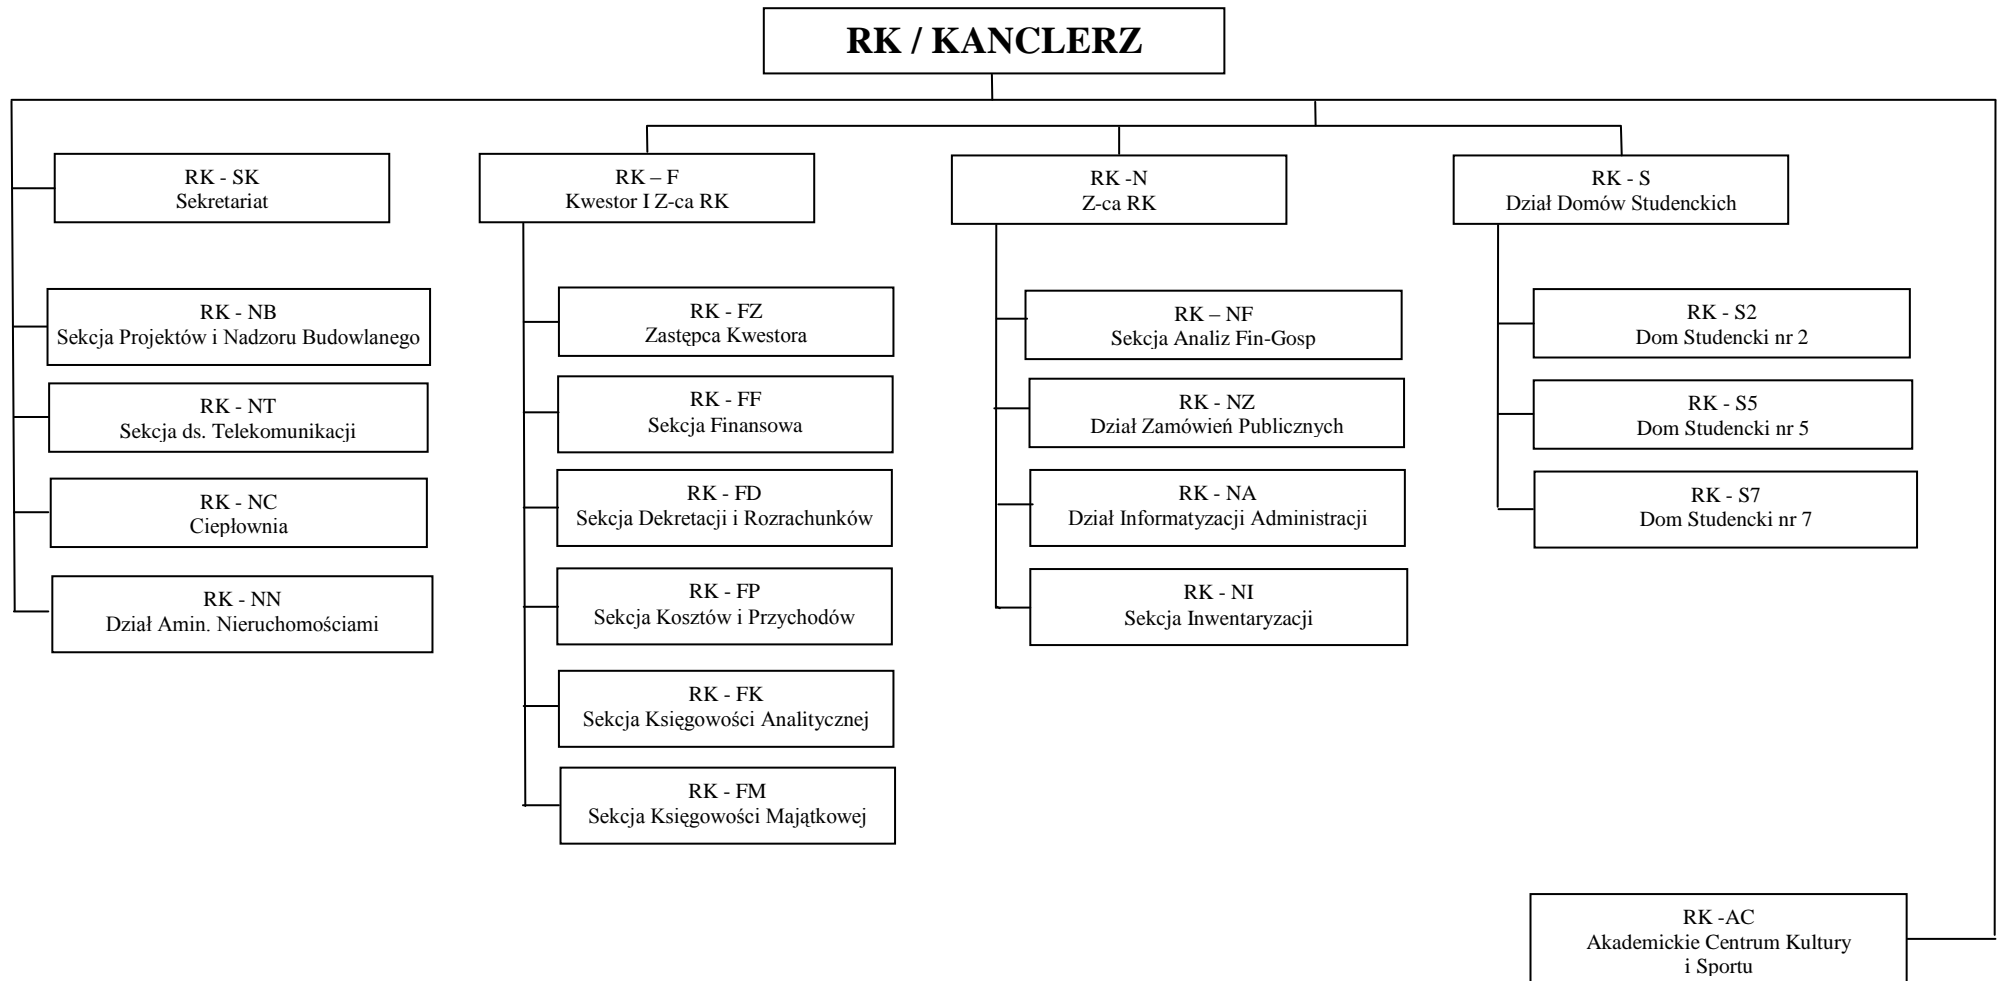 RK / KANCLERZ
RK - SK
Sekretariat
RK – F
Kwestor I Z-ca RK
RK -N
Z-ca RK
RK - S
Dział Domów Studenckich
RK - NB
Sekcja Projektów i Nadzoru Budowlanego
RK - NT
Sekcja ds. Telekomunikacji
RK - NC
Ciepłownia
RK - NN
Dział Amin. Nieruchomościami
RK - FZ
Zastępca Kwestora
RK - FF
Sekcja Finansowa
RK - FD
Sekcja Dekretacji i Rozrachunków
RK - FP
Sekcja Kosztów i Przychodów
RK - FK
Sekcja Księgowości Analitycznej
RK - FM
Sekcja Księgowości Majątkowej
RK – NF
Sekcja Analiz Fin-Gosp
RK - NZ
Dział Zamówień Publicznych
RK - NA
Dział Informatyzacji Administracji
RK - NI
Sekcja Inwentaryzacji
RK - S2
Dom Studencki nr 2
RK - S5
Dom Studencki nr 5
RK - S7
Dom Studencki nr 7
RK -AC
Akademickie Centrum Kultury
i Sportu